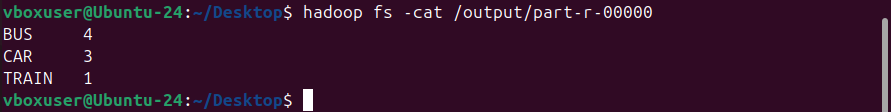 vboxuser@Ubuntu-24:~/Desktop$ hadoop fs -cat /output/part-r-00000
BUS     4
CAR     3
TRAIN   1
vboxuser@Ubuntu-24:~/Desktop$